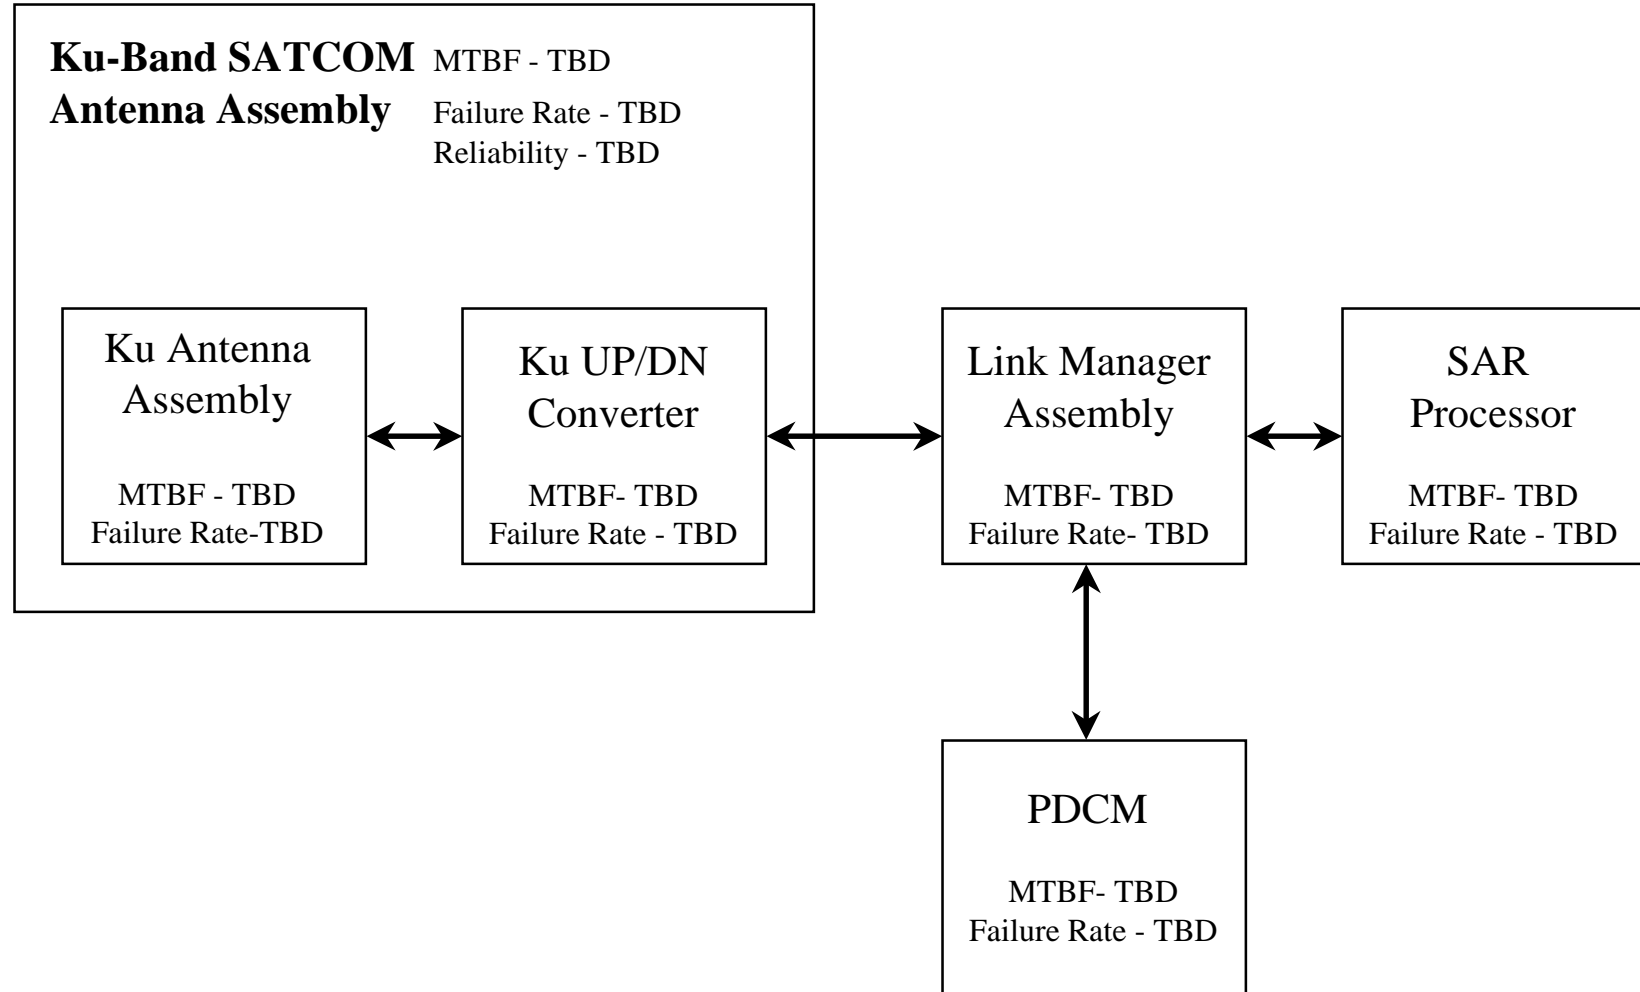 Ku-Band SATCOM MTBF - TBD
Antenna Assembly Failure Rate - TBD
Reliability - TBD
Ku Antenna
Assembly
MTBF - TBD
Failure Rate-TBD
Ku UP/DN
Converter
MTBF- TBD
Failure Rate - TBD
Link Manager
Assembly
MTBF- TBD
Failure Rate- TBD
SAR
Processor
MTBF- TBD
Failure Rate - TBD
PDCM
MTBF- TBD
Failure Rate - TBD